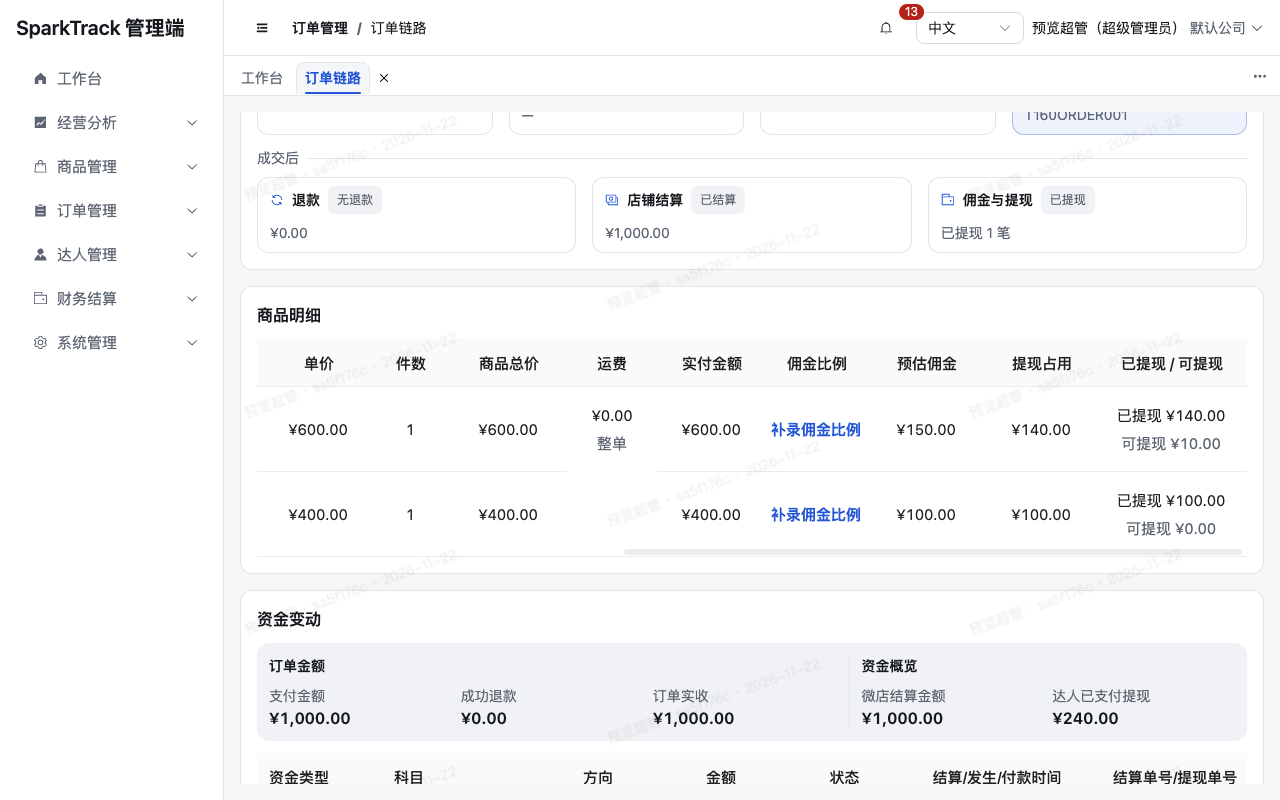 SparkTrack 管理端
订单管理 / 订单链路
13
中文
预览超管（超级管理员）
默认公司
工作台
经营分析
商品管理
订单管理
达人管理
财务结算
系统管理
工作台
订单链路
—
T160ORDER001
成交后
退款 无退款
¥0.00
店铺结算 已结算
¥1,000.00
佣金与提现 已提现
已提现 1 笔
商品明细
单价 件数 商品总价 运费 实付金额 佣金比例 预估佣金 提现占用 已提现 / 可提现
¥600.00 1 ¥600.00 ¥0.00 整单 ¥600.00 补录佣金比例 ¥150.00 ¥140.00 已提现 ¥140.00 可提现 ¥10.00
¥400.00 1 ¥400.00 ¥400.00 补录佣金比例 ¥100.00 ¥100.00 已提现 ¥100.00 可提现 ¥0.00
资金变动
订单金额
支付金额 成功退款 订单实收
¥1,000.00 ¥0.00 ¥1,000.00
资金概览
微店结算金额 达人已支付提现
¥1,000.00 ¥240.00
资金类型 科目 方向 金额 状态 结算/发生/付款时间 结算单号/提现单号
预览超管 · sa5f176c · 2026-11-22